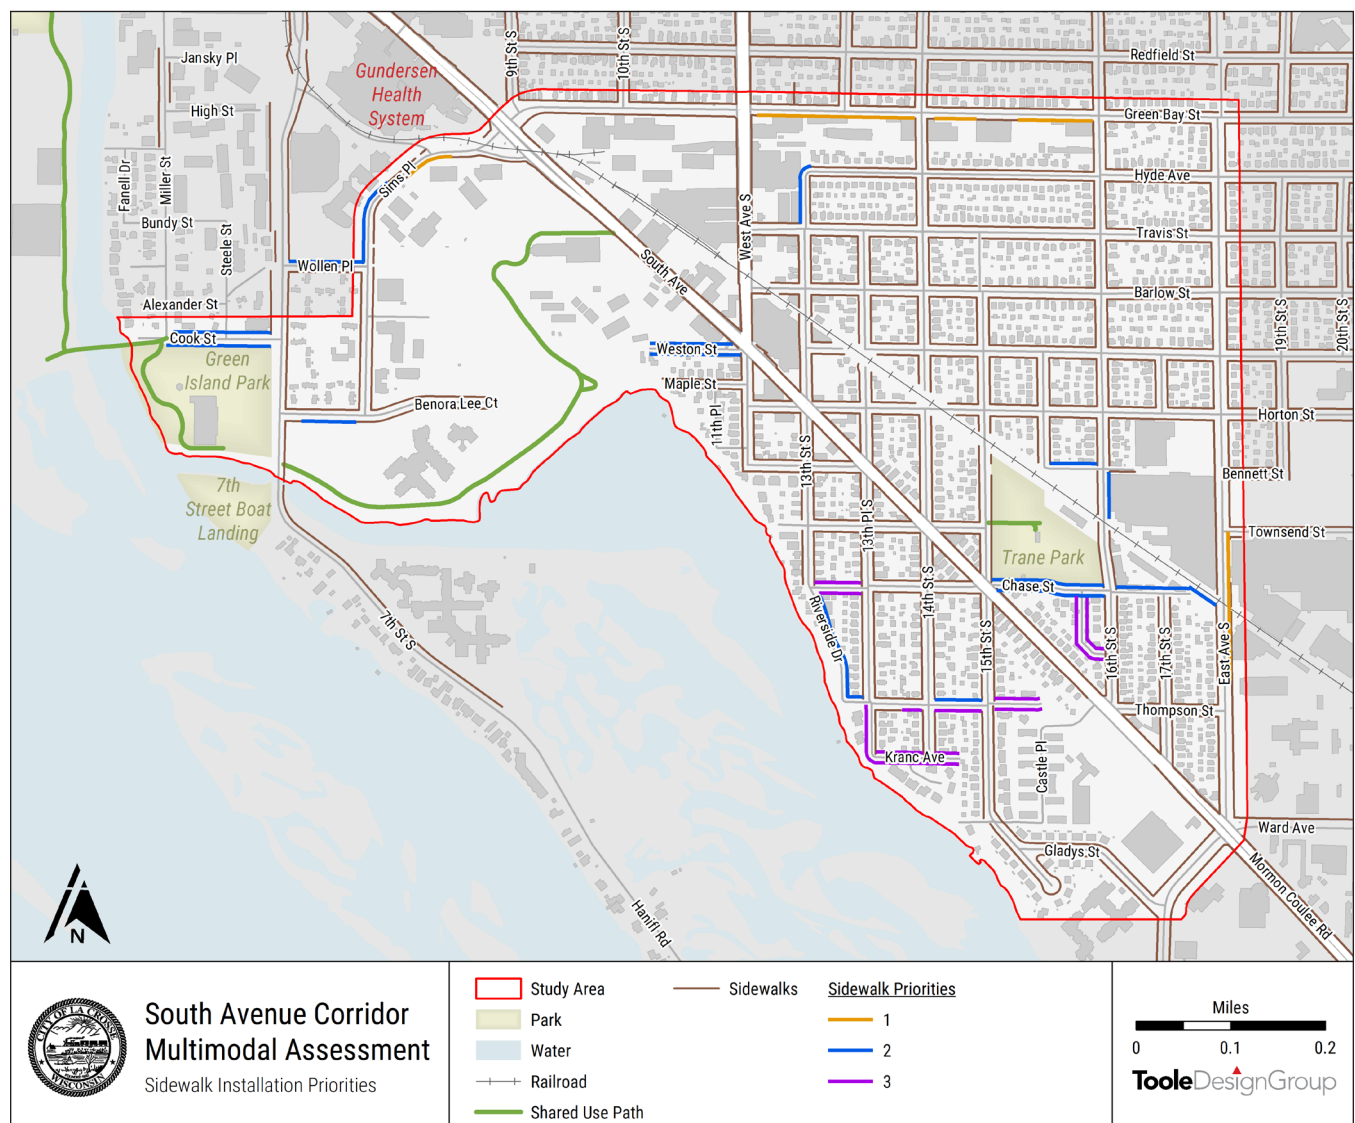 Jansky Pl
High St
Farnell Dr
Miller St
Bundy St
Steele St
Wollen Pl
Alexander St
Cook St
Green
Island Park
7th
Street Boat
Landing
Gundersen
Health
System
Sims Pl
9th St S
10th St S
Redfield St
Green Bay St
Hyde Ave
Travis St
Barlow St
West Ave S
South Ave
19th St S
20th St S
Weston St
Maple St
11th Pl
Benora Lee Ct
Horton St
13th St S
Bennett St
13th Pl S
Townsend St
Trane Park
Chase St
14th St S
Riverside Dr
15th St S
16th St S
17th St S
East Ave S
7th St S
Thompson St
Kranc Ave
Castle Pl
Ward Ave
Gladys St
Mormon Coulee Rd
Hanifl Rd
N
CITY OF LA CROSSE
WISCONSIN
South Avenue Corridor
Multimodal Assessment
Sidewalk Installation Priorities
Study Area
Park
Water
Railroad
Shared Use Path
Sidewalks
Sidewalk Priorities
1
2
3
Miles
0 0.1 0.2
TooleDesignGroup